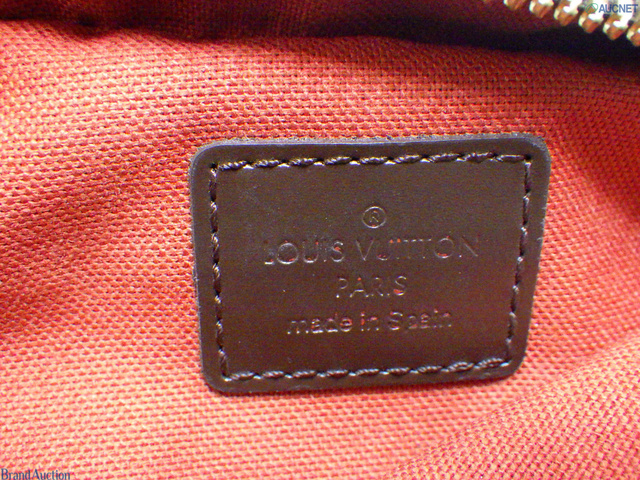 AUCNET
®
LOUIS VUITTON
PARIS
made in Spain
BrandAuction